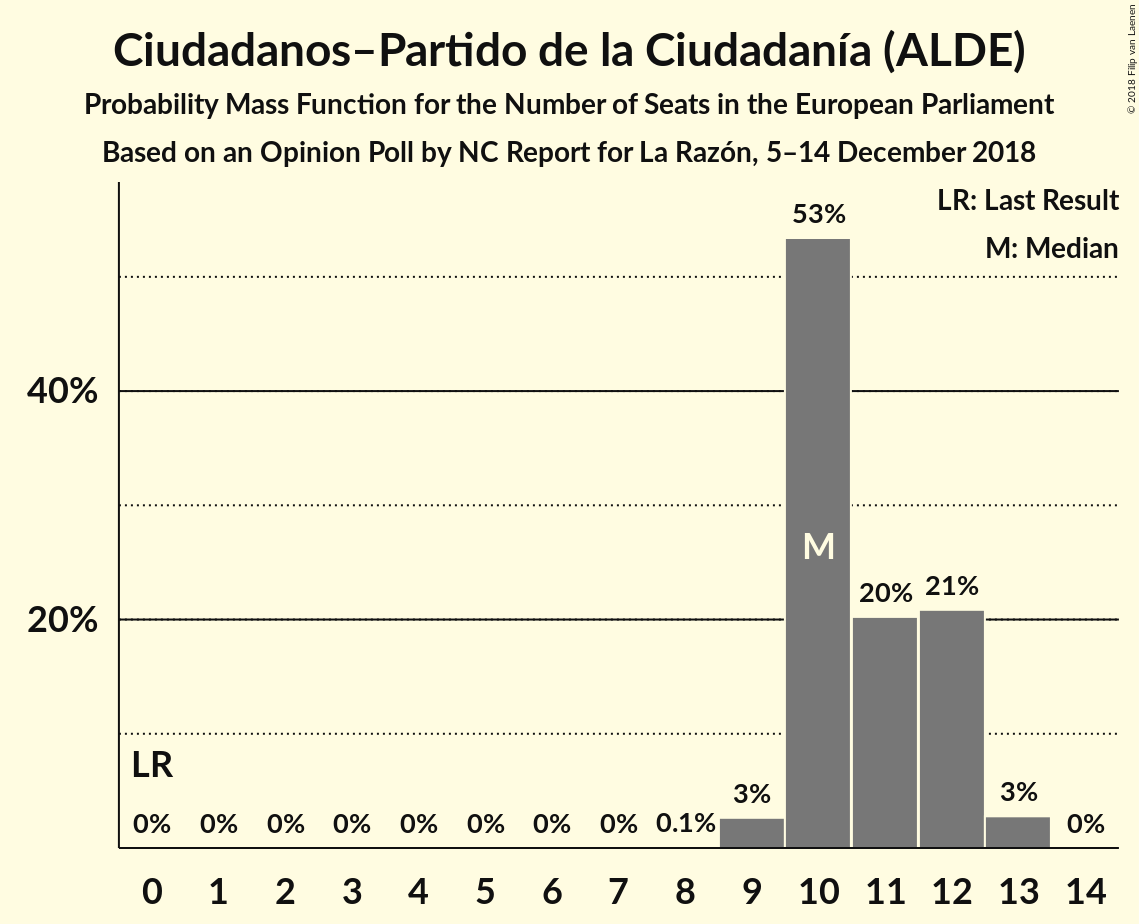 Ciudadanos–Partido de la Ciudadanía (ALDE)
Probability Mass Function for the Number of Seats in the European Parliament
Based on an Opinion Poll by NC Report for La Razón, 5–14 December 2018
© 2018 Filip van Laenen
LR: Last Result
M: Median
53%
40%
M
20% 21%
20%
LR
3% 3%
0% 0% 0% 0% 0% 0% 0% 0% 0.1% 0%
0 1 2 3 4 5 6 7 8 9 10 11 12 13 14